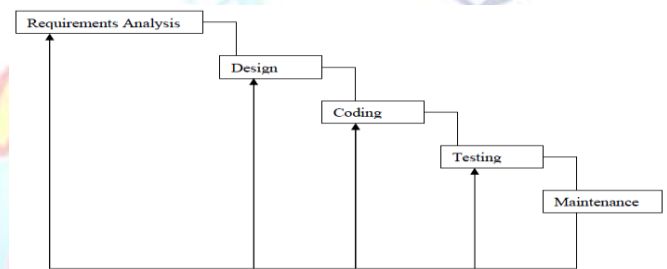 Requirements Analysis
Design
Coding
Testing
Maintenance